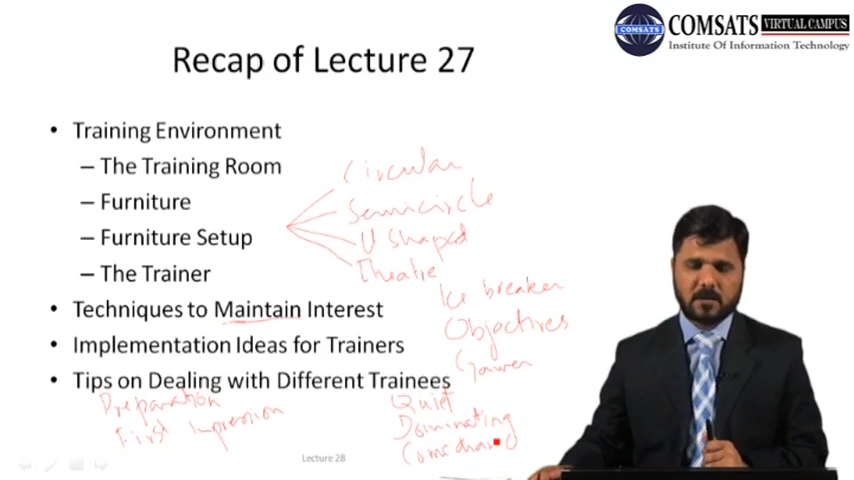 COMSATS VIRTUAL CAMPUS
COMSATS
Institute Of Information Technology
Recap of Lecture 27
• Training Environment
– The Training Room
– Furniture
– Furniture Setup
– The Trainer
Circular
Semicircle
U Shaped
Theatre
• Techniques to Maintain Interest
• Implementation Ideas for Trainers
• Tips on Dealing with Different Trainees
Ice breaker
Objectives
Preparation
First Impression
Quiet
Dominating
Lecture 28